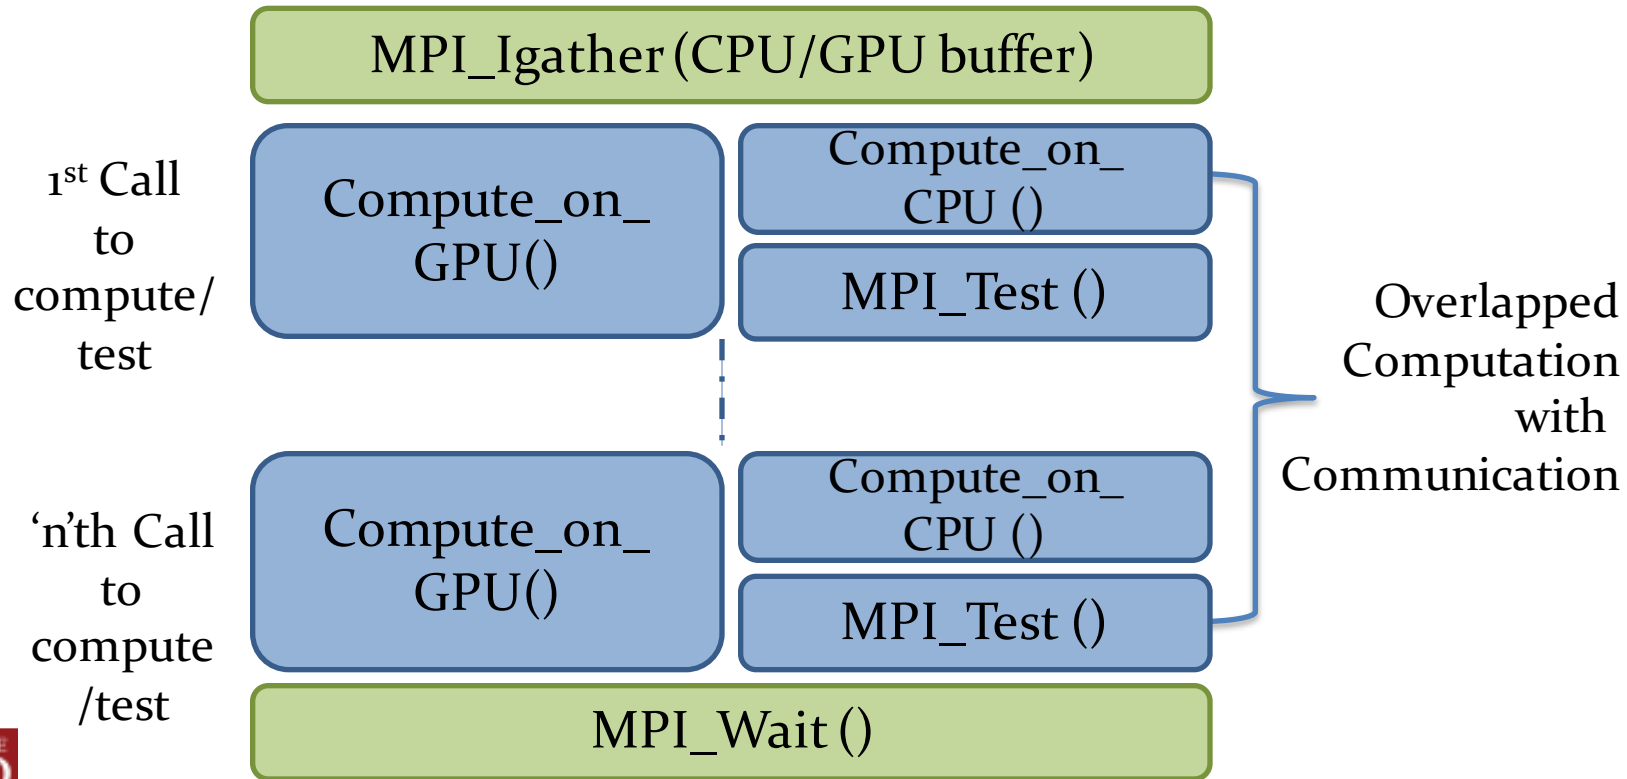 MPI_Igather (CPU/GPU buffer)
1st Call
to
compute/
test
Compute_on_
GPU()
Compute_on_
CPU ()
MPI_Test ()
Overlapped
Computation
with
Communication
‘n’th Call
to
compute
/test
Compute_on_
GPU()
Compute_on_
CPU ()
MPI_Test ()
MPI_Wait ()